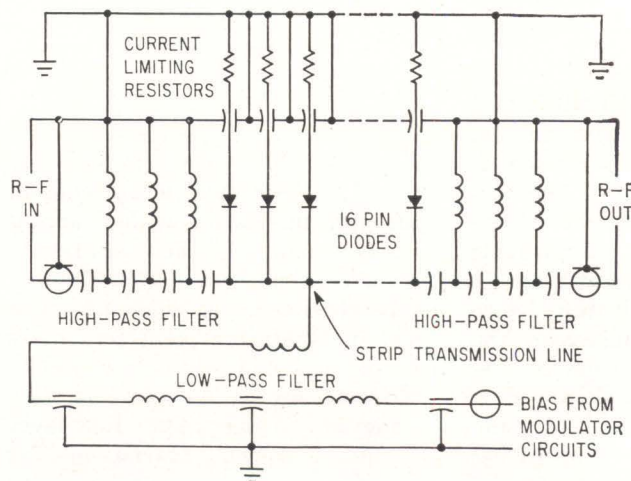 CURRENT
LIMITING
RESISTORS
R-F
IN
16 PIN
DIODES
R-F
OUT
HIGH-PASS FILTER
HIGH-PASS FILTER
STRIP TRANSMISSION LINE
LOW-PASS FILTER
BIAS FROM
MODULATOR
CIRCUITS